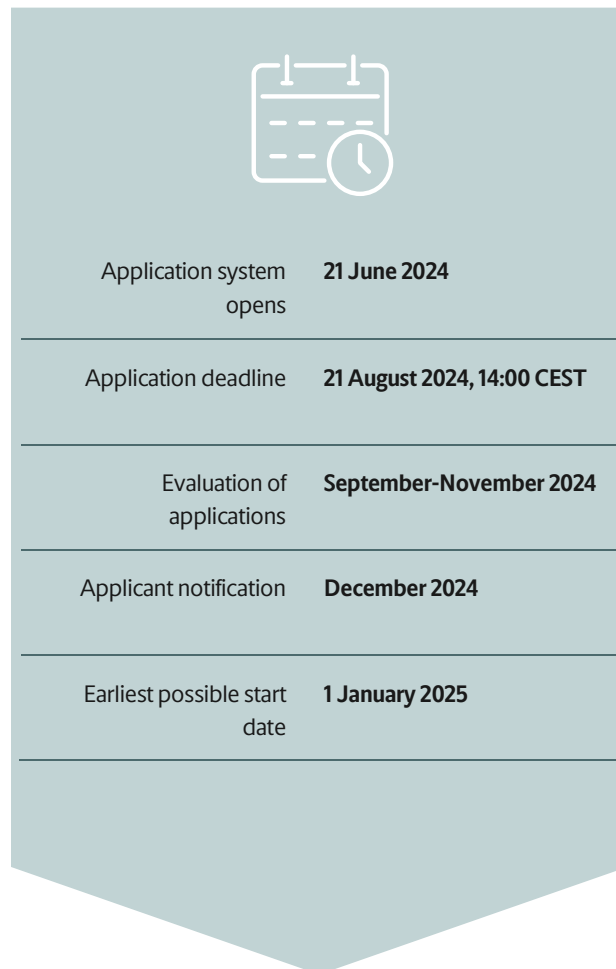 Application system 21 June 2024
opens
Application deadline 21 August 2024, 14:00 CEST
Evaluation of September-November 2024
applications
Applicant notification December 2024
Earliest possible start 1 January 2025
date